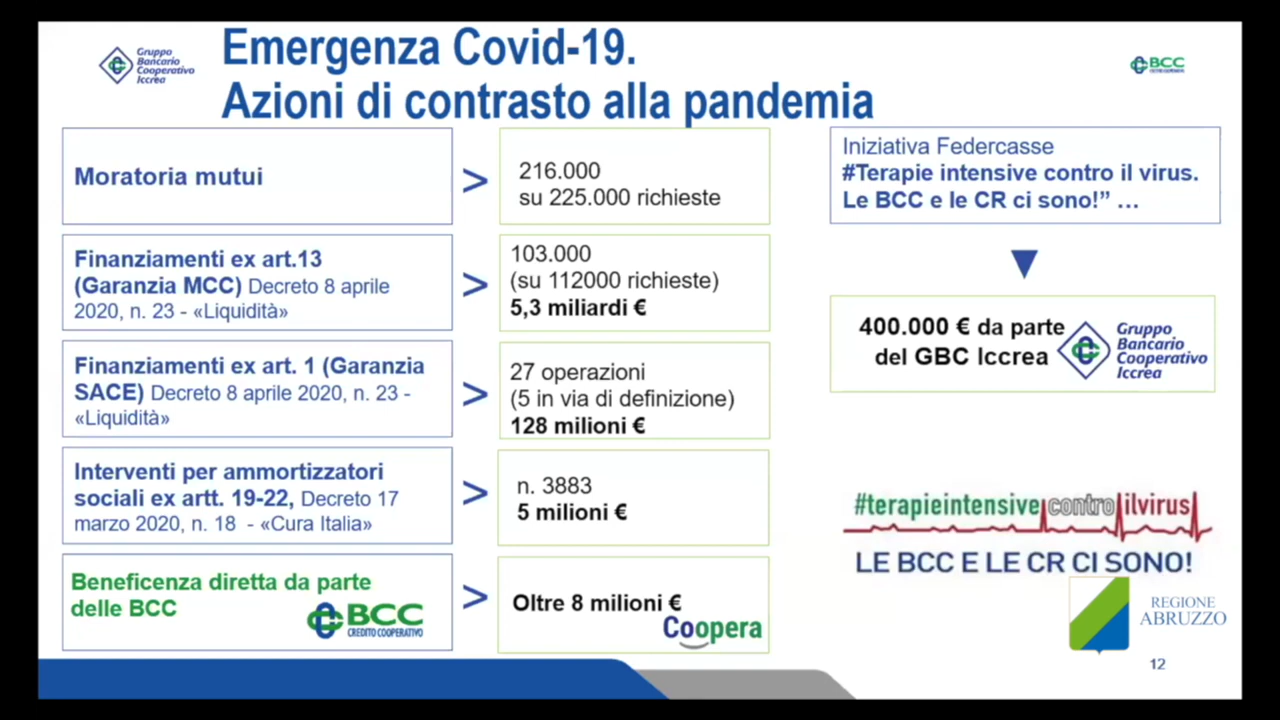 Gruppo
Bancario
Cooperativo
Iccrea
Emergenza Covid-19.
Azioni di contrasto alla pandemia
BCC
CREDITO COOPERATIVO
Moratoria mutui
>
216.000
su 225.000 richieste
Finanziamenti ex art.13
(Garanzia MCC) Decreto 8 aprile
2020, n. 23 - «Liquidità»
>
103.000
(su 112000 richieste)
5,3 miliardi €
Finanziamenti ex art. 1 (Garanzia
SACE) Decreto 8 aprile 2020, n. 23 -
«Liquidità»
>
27 operazioni
(5 in via di definizione)
128 milioni €
Interventi per ammortizzatori
sociali ex artt. 19-22, Decreto 17
marzo 2020, n. 18 - «Cura Italia»
>
n. 3883
5 milioni €
Beneficenza diretta da parte
delle BCC
BCC
CREDITO COOPERATIVO
>
Oltre 8 milioni €
Coopera
Iniziativa Federcasse
#Terapie intensive contro il virus.
Le BCC e le CR ci sono!” …
400.000 € da parte
del GBC Iccrea
Gruppo
Bancario
Cooperativo
Iccrea
#terapieintensivecontroilvirus
LE BCC E LE CR CI SONO!
REGIONE
ABRUZZO
12